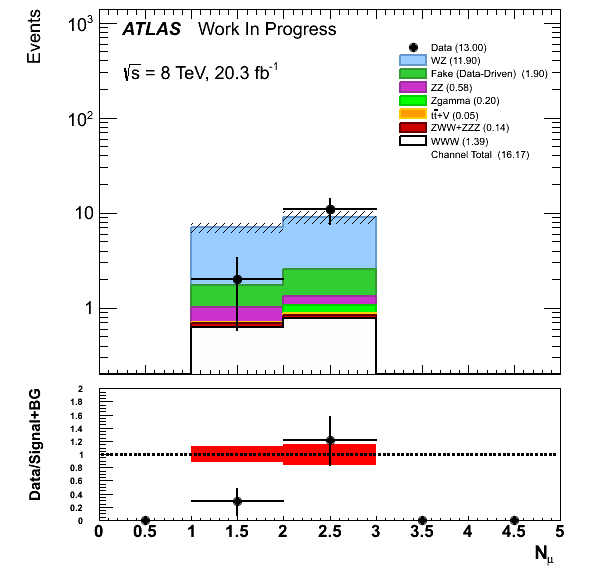 Events
10³
10²
10
1
ATLAS Work In Progress
√s = 8 TeV, 20.3 fb⁻¹
Data (13.00)
WZ (11.90)
Fake (Data-Driven) (1.90)
ZZ (0.58)
Zgamma (0.20)
tt̄+V (0.05)
ZWW+ZZZ (0.14)
WWW (1.39)
Channel Total (16.17)
Data/Signal+BG
2
1.8
1.6
1.4
1.2
1
0.8
0.6
0.4
0.2
0
0 0.5 1 1.5 2 2.5 3 3.5 4 4.5 5
Nμ